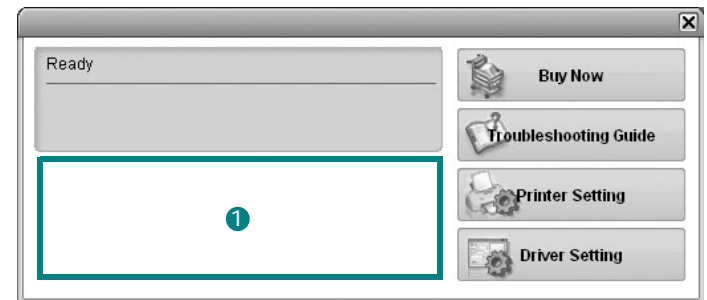 Ready
Buy Now
Troubleshooting Guide
1
Printer Setting
Driver Setting